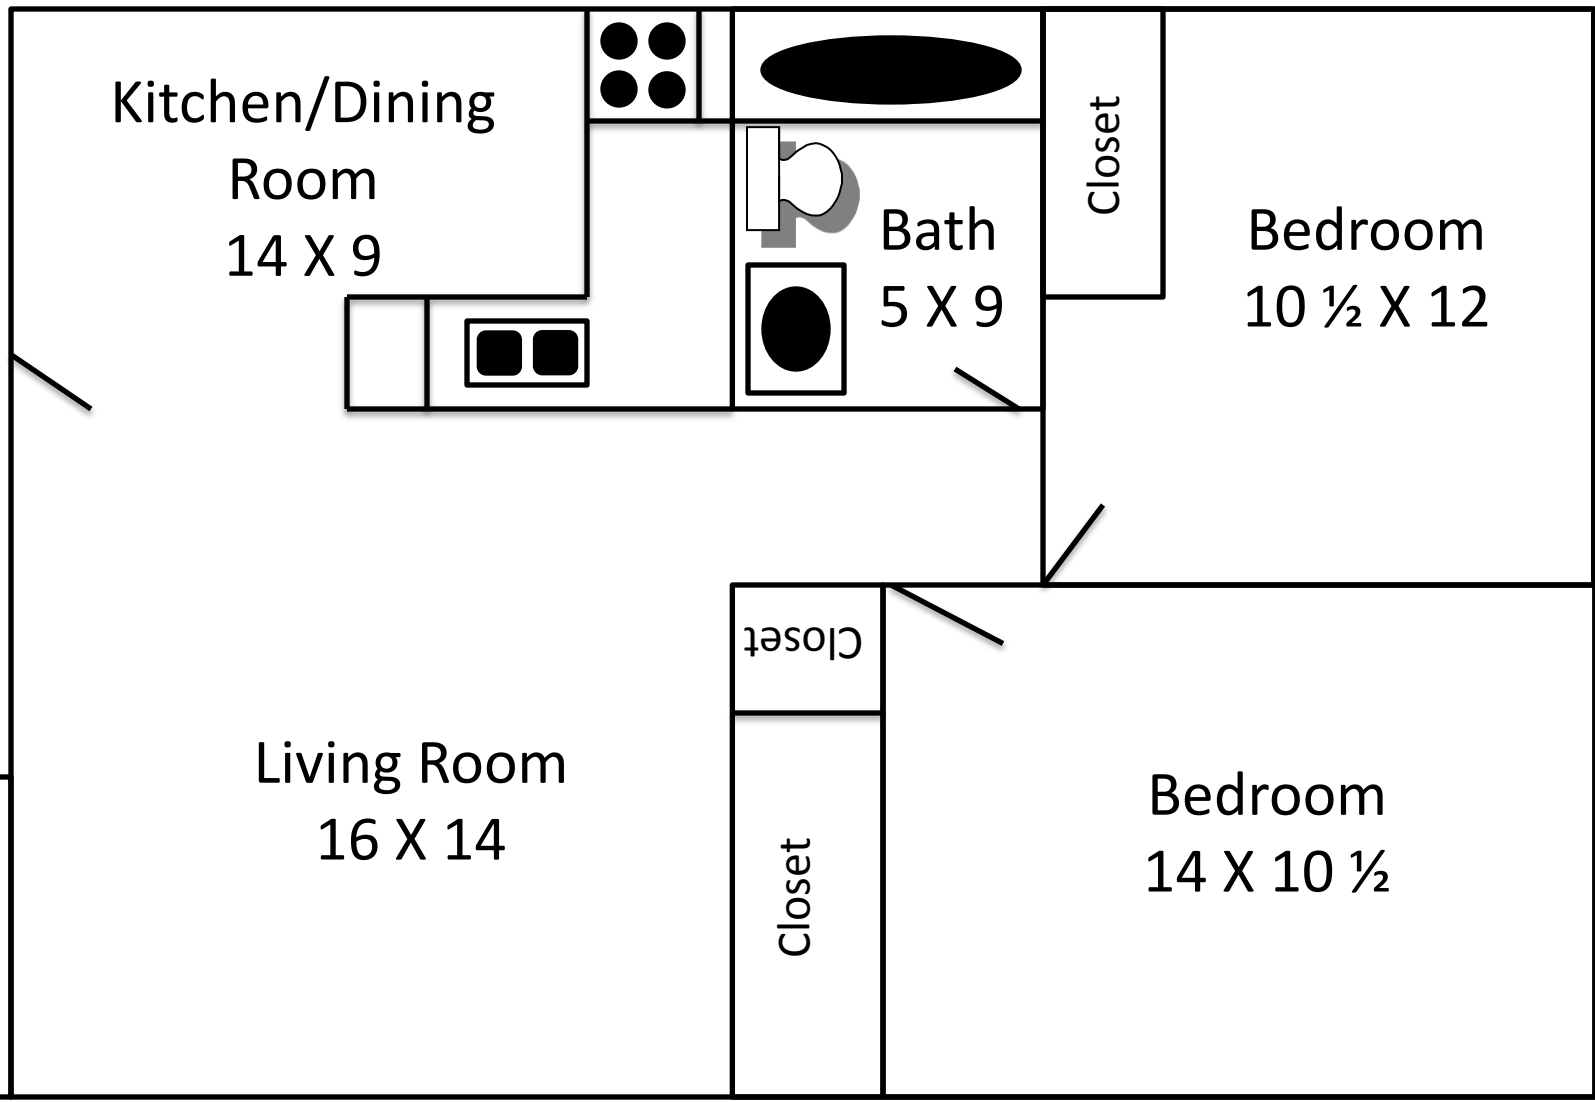 Kitchen/Dining
Room
14 X 9
Bath
5 X 9
Closet
Bedroom
10 ½ X 12
Closet
Living Room
16 X 14
Closet
Bedroom
14 X 10 ½